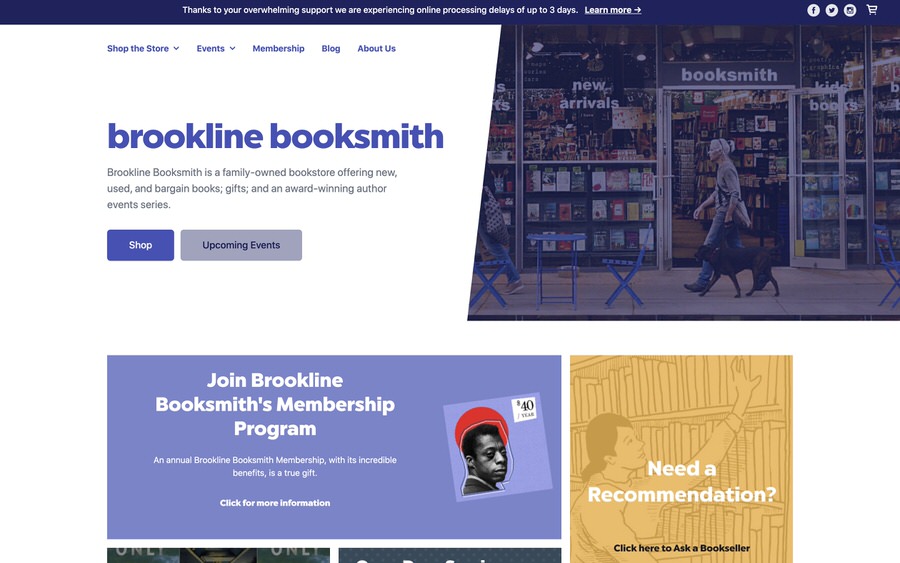 Thanks to your overwhelming support we are experiencing online processing delays of up to 3 days. Learn more →
Shop the Store Events Membership Blog About Us
booksmith
new
arrivals
kids
books
brookline booksmith
Brookline Booksmith is a family-owned bookstore offering new,
used, and bargain books; gifts; and an award-winning author
events series.
Shop Upcoming Events
Join Brookline
Booksmith's Membership
Program
$40
/ YEAR
An annual Brookline Booksmith Membership, with its incredible
benefits, is a true gift.
Click for more information
Need a
Recommendation?
Click here to Ask a Bookseller
ONLY ONLY